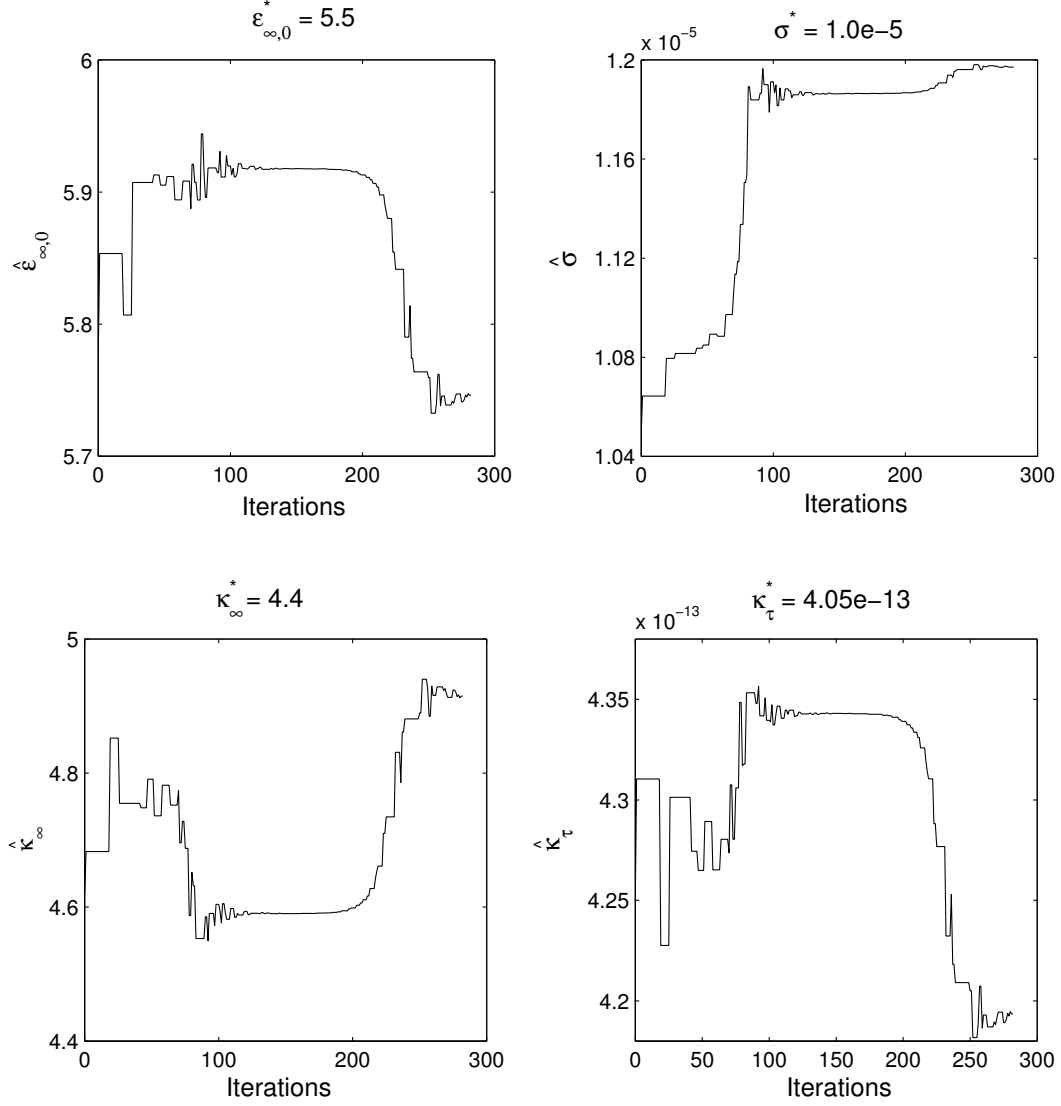 ε*∞,0 = 5.5
6
5.9
5.8
5.7
0 100 200 300
ε̂∞,0
Iterations
σ* = 1.0e−5
x 10−5
1.2
1.16
1.12
1.08
1.04
0 100 200 300
σ̂
Iterations
κ*∞ = 4.4
5
4.8
4.6
4.4
0 100 200 300
κ̂∞
Iterations
κ*τ = 4.05e−13
x 10−13
4.35
4.3
4.25
4.2
0 50 100 150 200 250 300
κ̂τ
Iterations